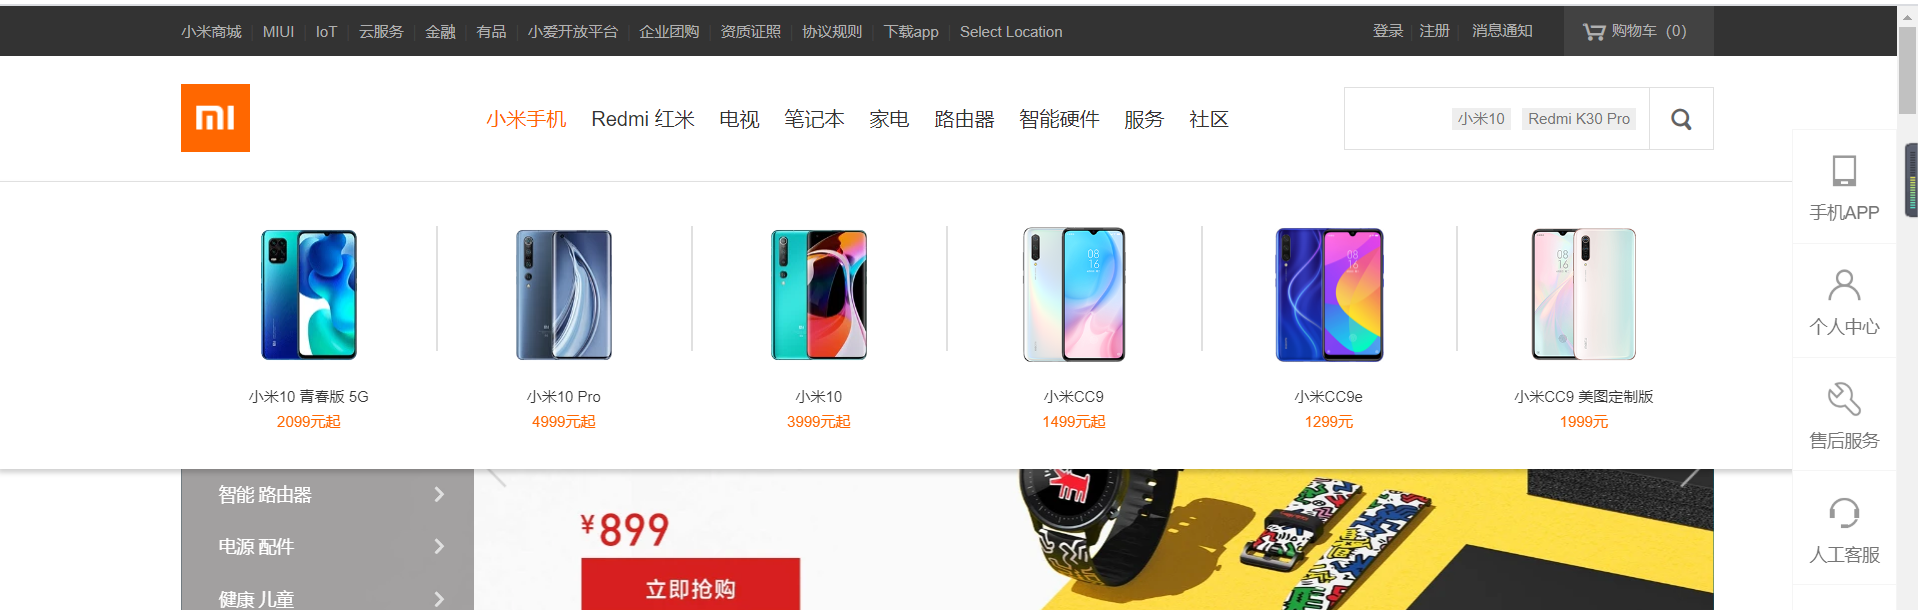 小米商城 MIUI IoT 云服务 金融 有品 小爱开放平台 企业团购 资质证照 协议规则 下载app Select Location 登录 注册 消息通知 购物车 (0)
mi 小米手机 Redmi 红米 电视 笔记本 家电 路由器 智能硬件 服务 社区 小米10 Redmi K30 Pro
手机APP
个人中心
小米10 青春版 5G 小米10 Pro 小米10 小米CC9 小米CC9e 小米CC9 美图定制版
2099元起 4999元起 3999元起 1499元起 1299元 1999元
售后服务
智能 路由器
¥899
电源 配件
人工客服
立即抢购
健康 儿童